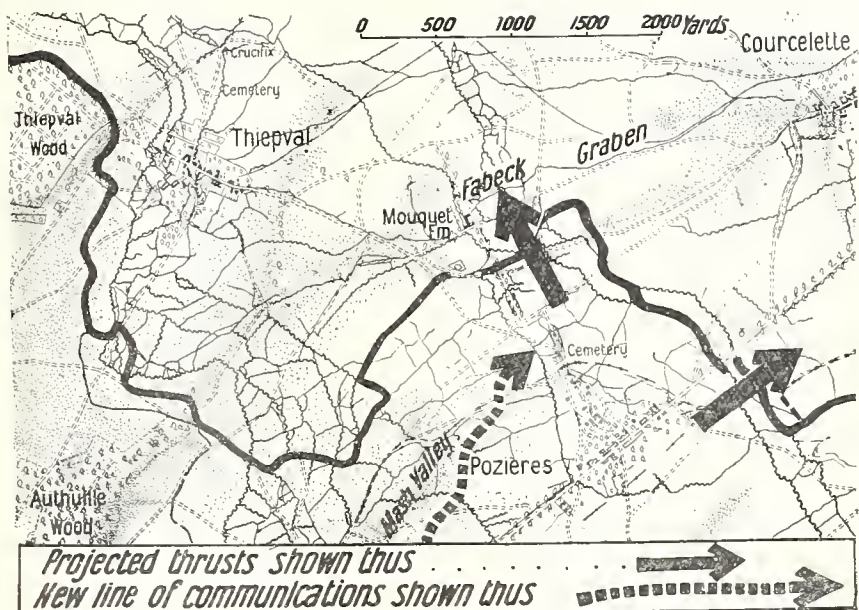 0 500 1000 1500 2000 Yards
Courcelette
Crucifix
Cemetery
Thiepval
Wood
Thiepval
Graben
Fabeck
Mouquet
Fm
Cemetery
Mash Valley
Pozières
Authuille
Wood
Projected thrusts shown thus . . . . . .
New line of communications shown thus